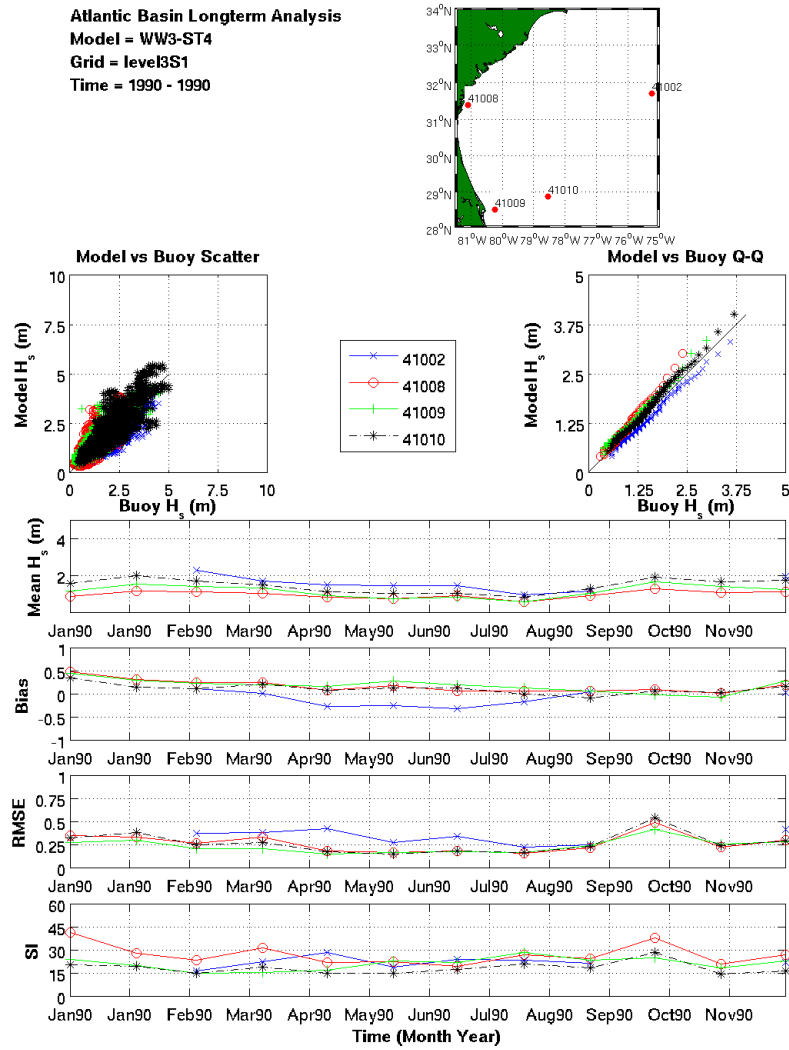 Atlantic Basin Longterm Analysis
Model = WW3-ST4
Grid = level3S1
Time = 1990 - 1990
34°N
33°N
32°N
31°N
30°N
29°N
28°N
81°W 80°W 79°W 78°W 77°W 76°W 75°W
41008
41002
41009
41010
Model vs Buoy Scatter
Model Hs (m)
10
7.5
5
2.5
0
0 2.5 5 7.5 10
Buoy Hs (m)
41002
41008
41009
41010
Model vs Buoy Q-Q
Model Hs (m)
5
3.75
2.5
1.25
0
0 1.25 2.5 3.75 5
Buoy Hs (m)
Mean Hs (m)
4
2
Jan90 Jan90 Feb90 Mar90 Apr90 May90 Jun90 Jul90 Aug90 Sep90 Oct90 Nov90
Bias
1
0.5
0
-0.5
-1
Jan90 Jan90 Feb90 Mar90 Apr90 May90 Jun90 Jul90 Aug90 Sep90 Oct90 Nov90
RMSE
1
0.75
0.5
0.25
0
Jan90 Jan90 Feb90 Mar90 Apr90 May90 Jun90 Jul90 Aug90 Sep90 Oct90 Nov90
SI
60
45
30
15
0
Jan90 Jan90 Feb90 Mar90 Apr90 May90 Jun90 Jul90 Aug90 Sep90 Oct90 Nov90
Time (Month Year)